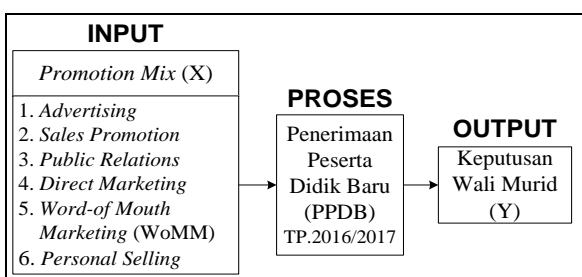 INPUT
Promotion Mix (X)
1. Advertising
2. Sales Promotion
3. Public Relations
4. Direct Marketing
5. Word-of Mouth
Marketing (WoMM)
6. Personal Selling
PROSES
Penerimaan
Peserta
Didik Baru
(PPDB)
TP.2016/2017
OUTPUT
Keputusan
Wali Murid
(Y)